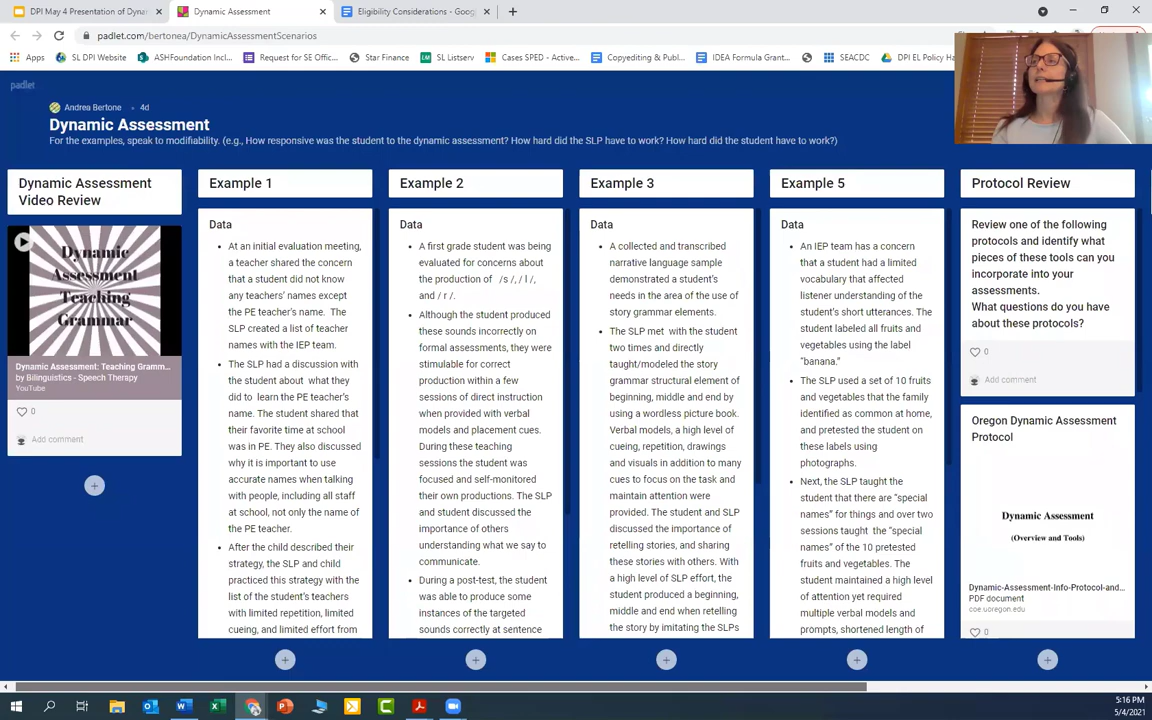 DPI May 4 Presentation of Dynar
Dynamic Assessment
Eligibility Considerations - Goog
padlet.com/bertonea/DynamicAssessmentScenarios
Apps
SL DPI Website
ASHFoundation Incl...
Request for SE Offic...
Star Finance
SL Listserv
Cases SPED - Active...
Copyediting & Publ...
IDEA Formula Grant...
SEACDC
DPI EL Policy Ha
padlet
Andrea Bertone • 4d
Dynamic Assessment
For the examples, speak to modifiability. (e.g., How responsive was the student to the dynamic assessment? How hard did the SLP have to work? How hard did the student have to work?)
Dynamic Assessment
Video Review
Dynamic
Assessment
Teaching
Grammar
Dynamic Assessment: Teaching Gramm...
by Bilinguistics - Speech Therapy
YouTube
0
Add comment
Example 1
Data
• At an initial evaluation meeting,
a teacher shared the concern
that a student did not know
any teachers' names except
the PE teacher's name. The
SLP created a list of teacher
names with the IEP team.
• The SLP had a discussion with
the student about what they
did to learn the PE teacher's
name. The student shared that
their favorite time at school
was in PE. They also discussed
why it is important to use
accurate names when talking
with people, including all staff
at school, not only the name of
the PE teacher.
• After the child described their
strategy, the SLP and child
practiced this strategy with the
list of the student's teachers
with limited repetition, limited
cueing, and limited effort from
Example 2
Data
• A first grade student was being
evaluated for concerns about
the production of /s /, / l /,
and / r /.
• Although the student produced
these sounds incorrectly on
formal assessments, they were
stimulable for correct
production within a few
sessions of direct instruction
when provided with verbal
models and placement cues.
During these teaching
sessions the student was
focused and self-monitored
their own productions. The SLP
and student discussed the
importance of others
understanding what we say to
communicate.
• During a post-test, the student
was able to produce some
instances of the targeted
sounds correctly at sentence
Example 3
Data
• A collected and transcribed
narrative language sample
demonstrated a student's
needs in the area of the use of
story grammar elements.
• The SLP met with the student
two times and directly
taught/modeled the story
grammar structural element of
beginning, middle and end by
using a wordless picture book.
Verbal models, a high level of
cueing, repetition, drawings
and visuals in addition to many
cues to focus on the task and
maintain attention were
provided. The student and SLP
discussed the importance of
retelling stories, and sharing
these stories with others. With
a high level of SLP effort, the
student produced a beginning,
middle and end when retelling
the story by imitating the SLPs
Example 5
Data
• An IEP team has a concern
that a student had a limited
vocabulary that affected
listener understanding of the
student's short utterances. The
student labeled all fruits and
vegetables using the label
"banana."
• The SLP used a set of 10 fruits
and vegetables that the family
identified as common at home,
and pretested the student on
these labels using
photographs.
• Next, the SLP taught the
student that there are "special
names" for things and over two
sessions taught the "special
names" of the 10 pretested
fruits and vegetables. The
student maintained a high level
of attention yet required
multiple verbal models and
prompts, shortened length of
Protocol Review
Review one of the following
protocols and identify what
pieces of these tools can you
incorporate into your
assessments.
What questions do you have
about these protocols?
0
Add comment
Oregon Dynamic Assessment
Protocol
Dynamic Assessment
(Overview and Tools)
Dynamic-Assessment-Info-Protocol-and...
PDF document
coe uoregon.edu
0
5:16 PM
5/4/2021